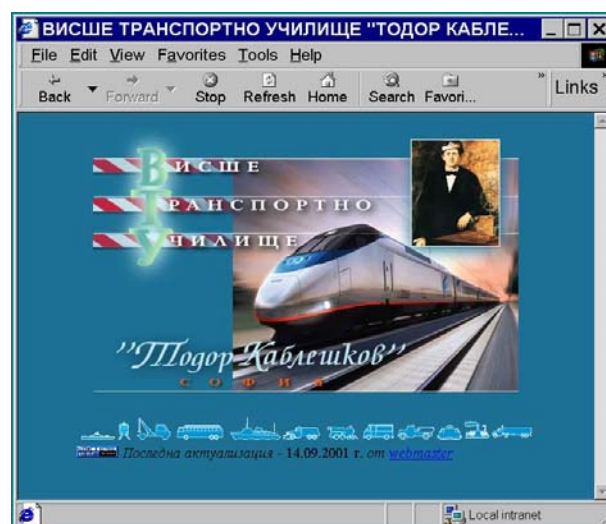 ВИСШЕ ТРАНСПОРТНО УЧИЛИЩЕ "ТОДОР КАБЛЕ...
File Edit View Favorites Tools Help
Back Forward Stop Refresh Home Search Favori... » Links »
ВИСШЕ
ТРАНСПОРТНО
УЧИЛИЩЕ
"Тодор Каблешков"
СОФИЯ
Последна актуализация - 14.09.2001 г. от webmaster
Local intranet